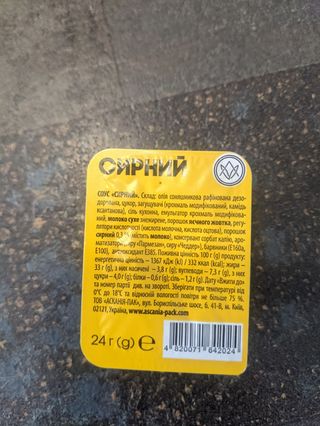 СИРНИЙ
СОУС «СИРНИЙ». Склад: олія соняшникова рафінована дезо-
дорована, цукор, загущувачі (крохмаль модифікований, камідь
ксантанова), сіль кухонна, емульгатор крохмаль модифікова-
ний, молоко сухе знежирене, порошок яєчного жовтка, регу-
лятори кислотності (кислота молочна, кислота оцтова), порошок
сирний 0,3 % (містить молоко), консервант сорбат калію, аро-
матизатори: сиру «Пармезан», сиру «Чеддер»), барвники (Е160а,
Е100), антиоксидант Е385. Поживна цінність 100 г (g) продукту:
енергетична цінність – 1367 кДж (kJ) / 332 ккал (kcal); жири –
33 г (g), з них насичені – 3,8 г (g); вуглеводи – 7,3 г (g), з них
цукри – 4,0 г (g); білки – 0,6 г (g); сіль – 1,2 г (g). Дату «Вжити до»
та номер партії див. на звороті. Зберігати при температурі від
0°С до 18°С та відносній вологості повітря не більше 75 %.
ТОВ «АСКАНІЯ-ПАК», вул. Бориспільське шосе, б. 41-В, м. Київ,
02121, Україна, www.ascania-pack.com
24 г (g) e
4 820071 642024